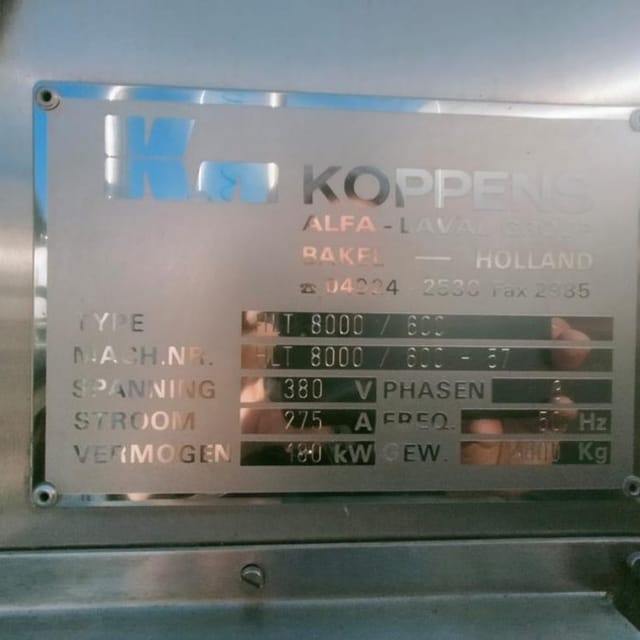 KOPPENS
ALFA - LAVAL GROUP
BAKEL — HOLLAND
☎ 04924 - 2530 Fax 2985
TYPE HLT 8000 / 600
MACH.NR. HLT 8000 / 600 - 57
SPANNING 380 V PHASEN 3
STROOM 275 A FREQ. 50 Hz
VERMOGEN 180 kW GEW. Kg